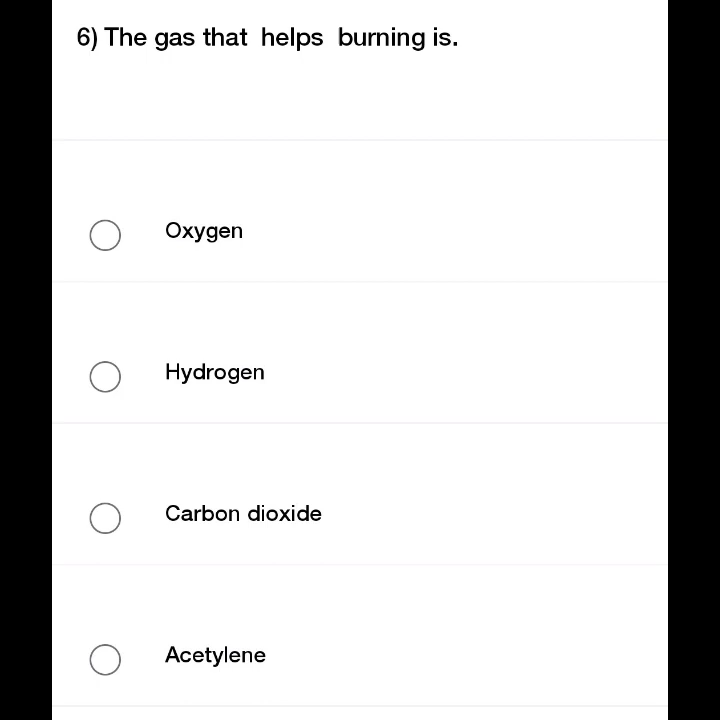 6) The gas that helps burning is.
Oxygen
Hydrogen
Carbon dioxide
Acetylene